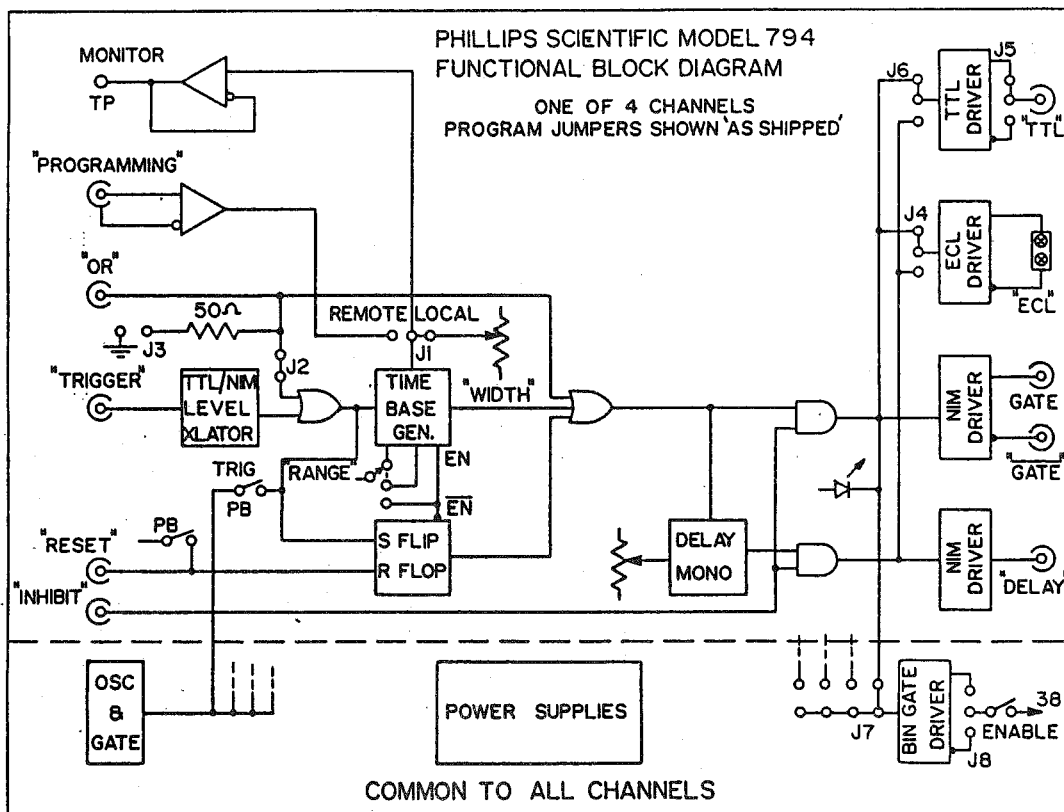 PHILLIPS SCIENTIFIC MODEL 794
FUNCTIONAL BLOCK DIAGRAM
ONE OF 4 CHANNELS
PROGRAM JUMPERS SHOWN 'AS SHIPPED'
MONITOR
TP
"PROGRAMMING"
"OR"
50Ω
J3
J2
REMOTE LOCAL
J1
"TRIGGER"
TTL/NIM
LEVEL
XLATOR
TIME
BASE
GEN.
"WIDTH"
"RANGE"
EN
EN
TRIG
PB
PB
"RESET"
"INHIBIT"
S FLIP
R FLOP
DELAY
MONO
J6
TTL
DRIVER
J5
"TTL"
J4
ECL
DRIVER
"ECL"
NIM
DRIVER
GATE
"GATE"
NIM
DRIVER
"DELAY"
OSC
&
GATE
POWER SUPPLIES
J7
BIN GATE
DRIVER
J8
38
ENABLE
COMMON TO ALL CHANNELS